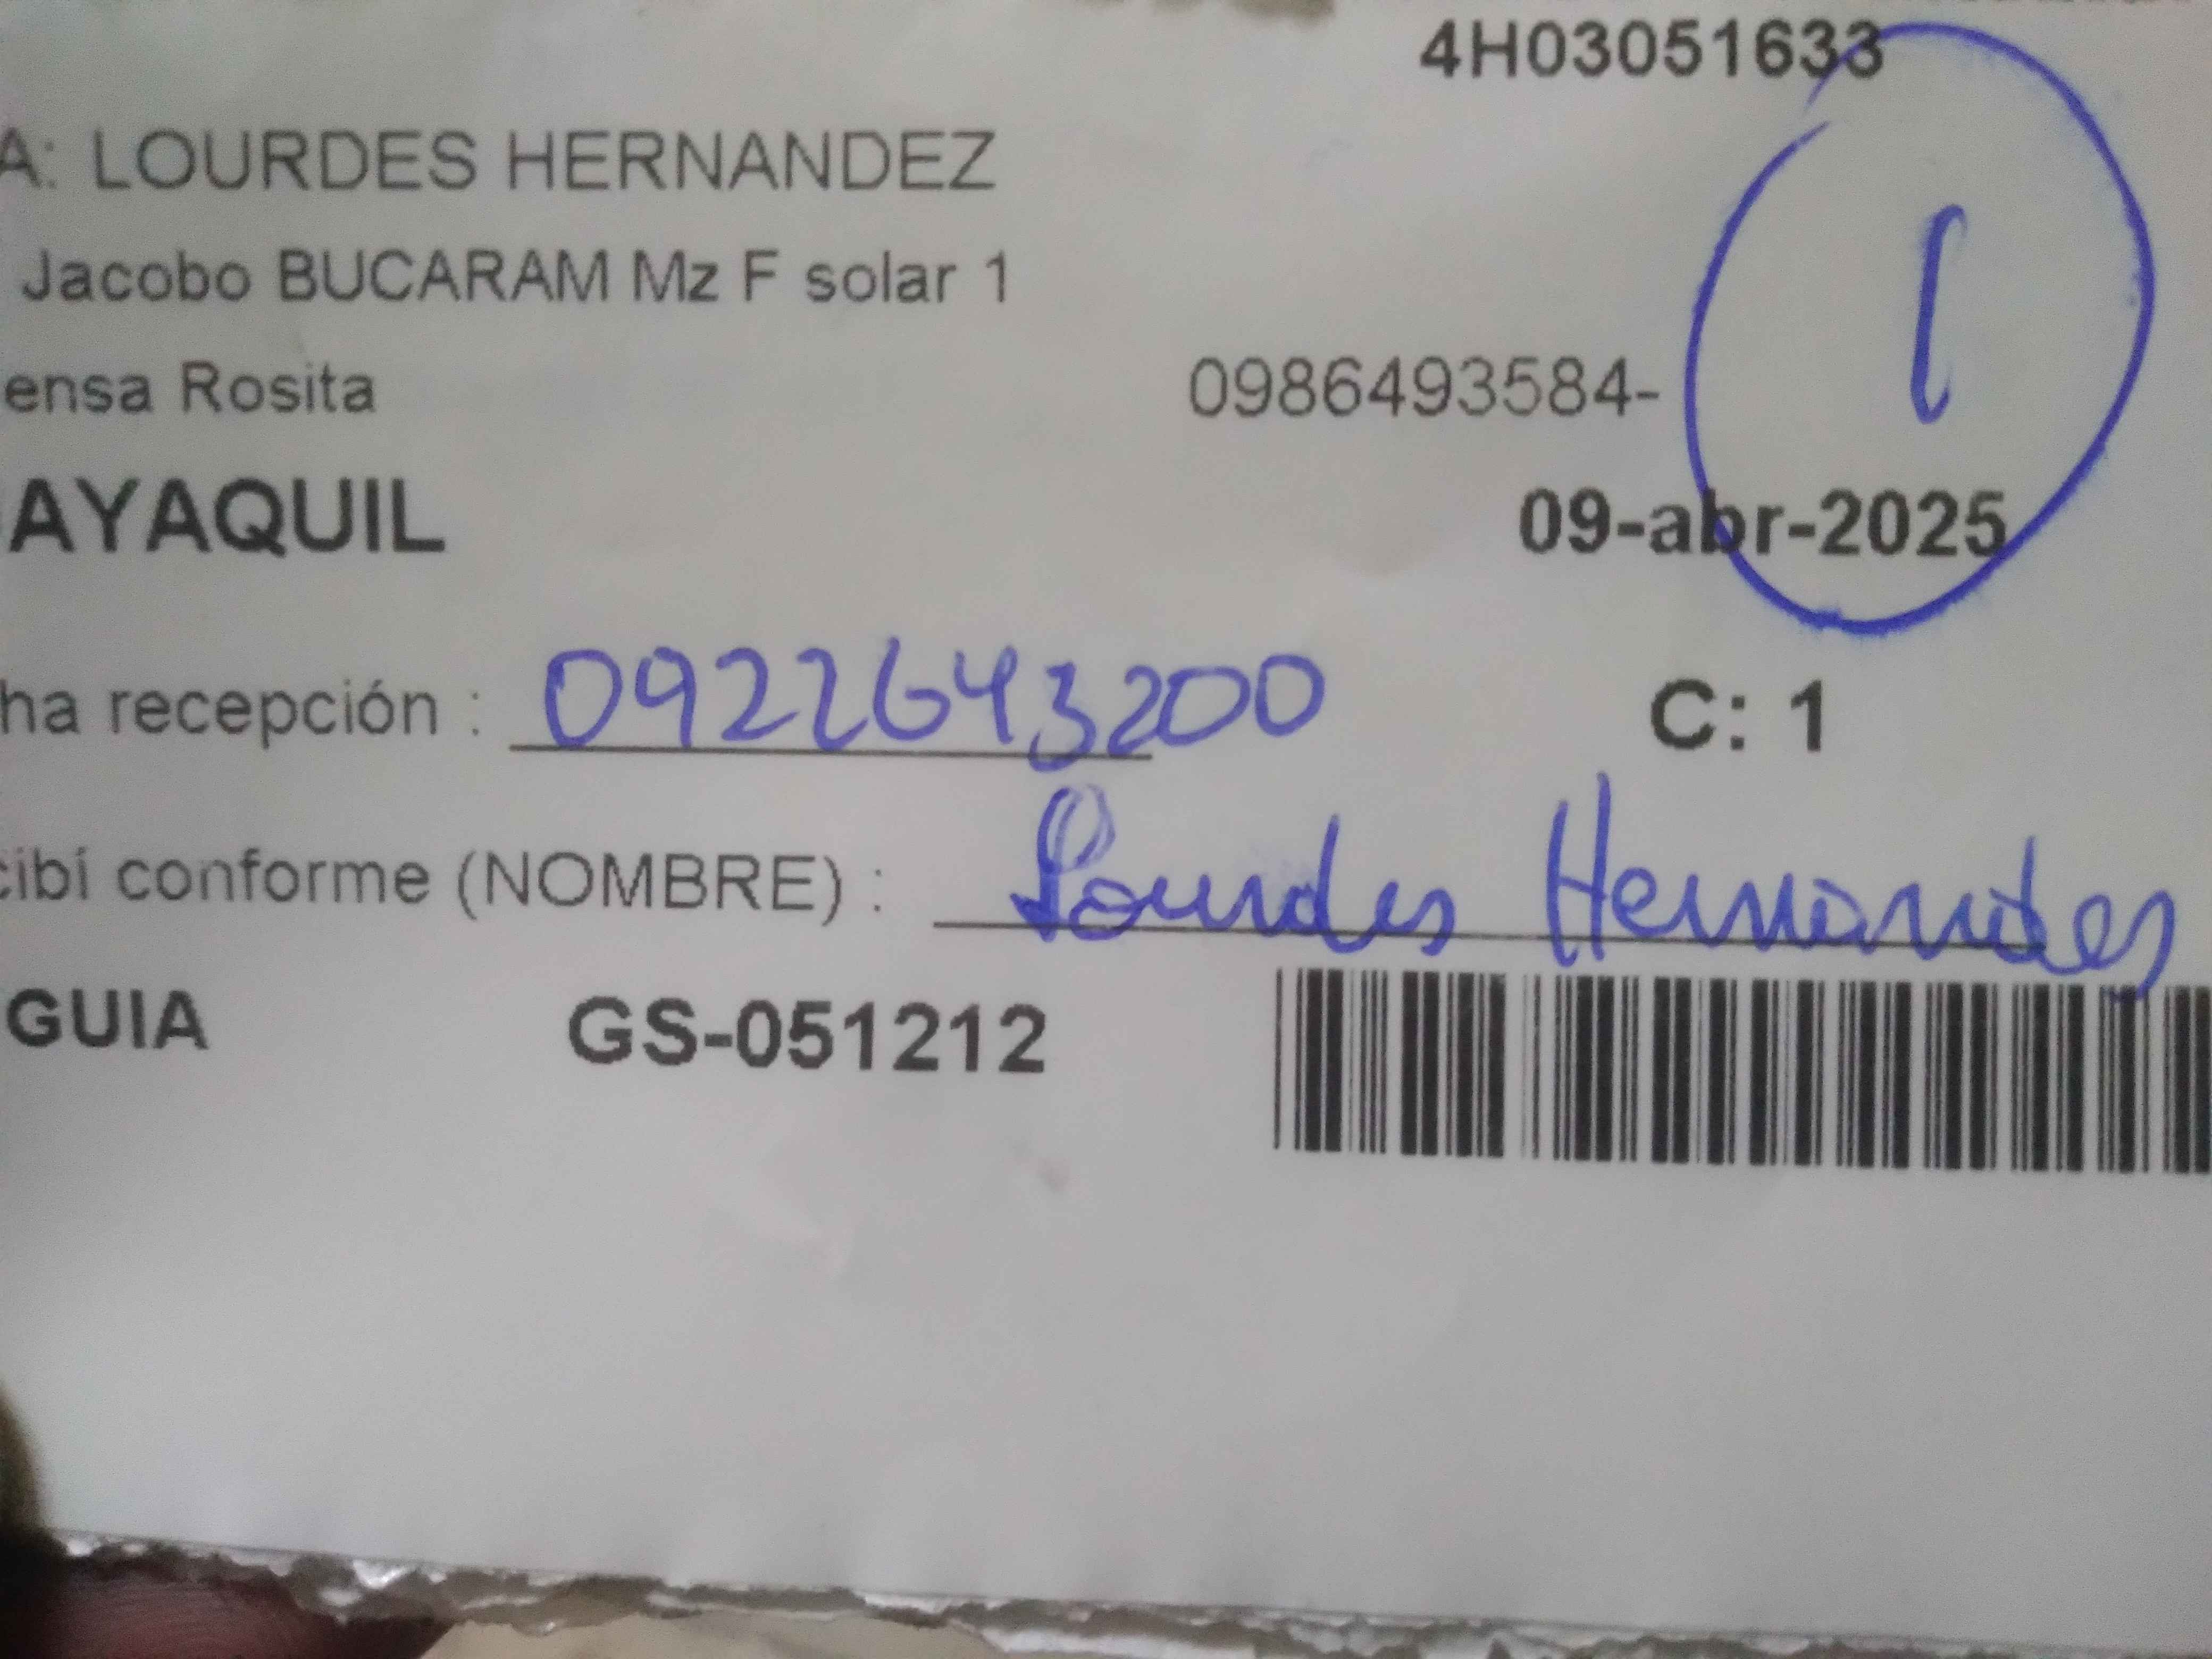 4H03051633
A: LOURDES HERNANDEZ
Jacobo BUCARAM Mz F solar 1
ensa Rosita 0986493584-
1
AYAQUIL 09-abr-2025
ha recepción : 0922643200 C: 1
cibí conforme (NOMBRE) : Lourdes Hernandes
GUIA GS-051212